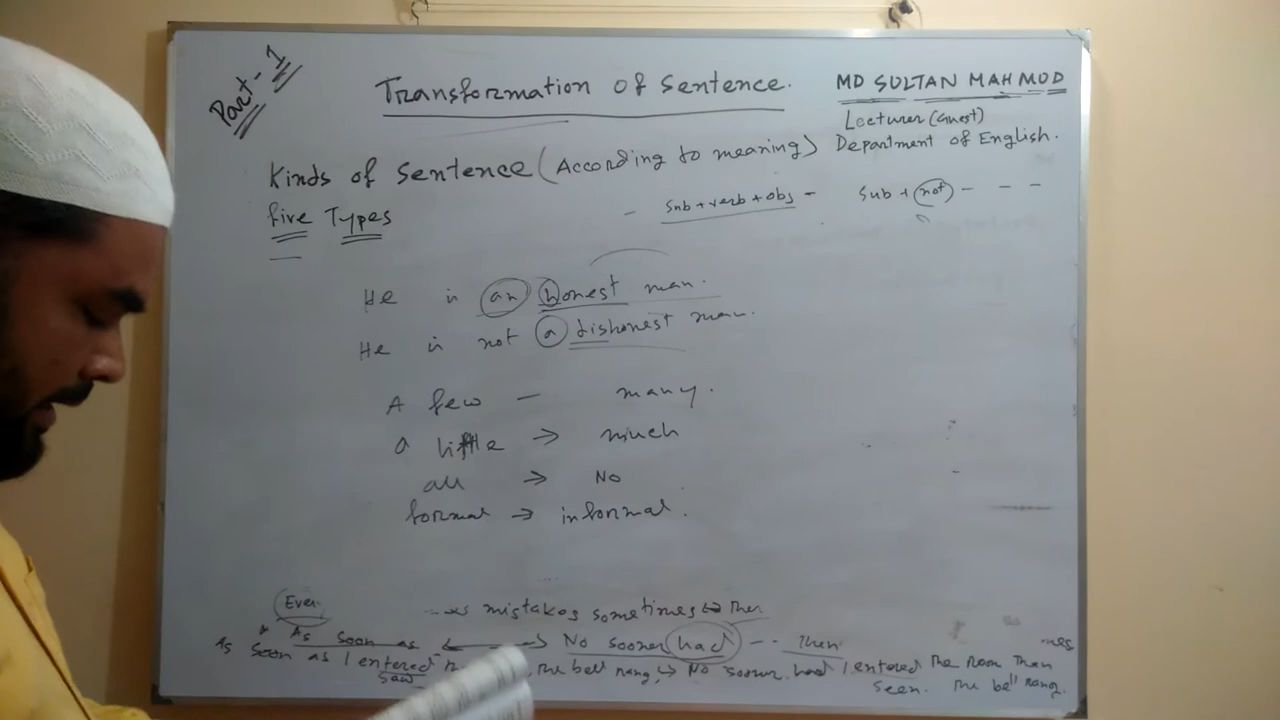 Part-1
Transformation of Sentence.
MD SULTAN MAHMOD
Lecturer (Guest)
Department of English.
Kinds of Sentence (According to meaning)
five Types
- Sub + verb + obj - Sub + not - - -
He is an honest man.
He is not a dishonest man.
A few - many.
a little → much
all → No
formal → informal.
Ever
mistakes sometimes
As soon as ↔ No sooner had - - Then
As soon as I entered
saw
the bell rang, → No sooner had I entered the room than
seen. the bell rang.